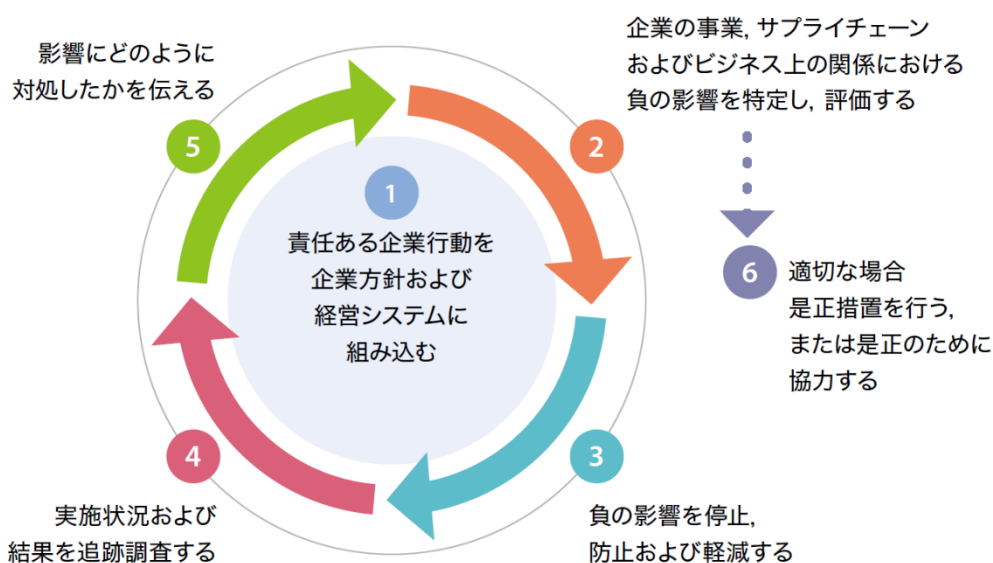 1
責任ある企業行動を
企業方針および
経営システムに
組み込む
2
企業の事業, サプライチェーン
およびビジネス上の関係における
負の影響を特定し, 評価する
3
負の影響を停止,
防止および軽減する
4
実施状況および
結果を追跡調査する
5
影響にどのように
対処したかを伝える
6
適切な場合
是正措置を行う,
または是正のために
協力する